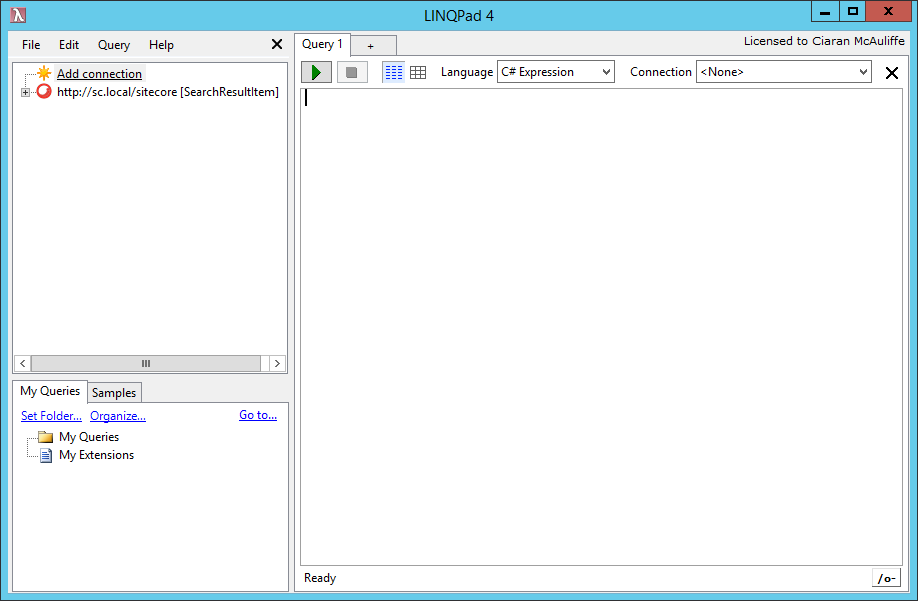 LINQPad 4
File Edit Query Help
Query 1 +
Licensed to Ciaran McAuliffe
Add connection
http://sc.local/sitecore [SearchResultItem]
Language C# Expression Connection <None>
My Queries Samples
Set Folder... Organize... Go to...
My Queries
My Extensions
Ready
/o-